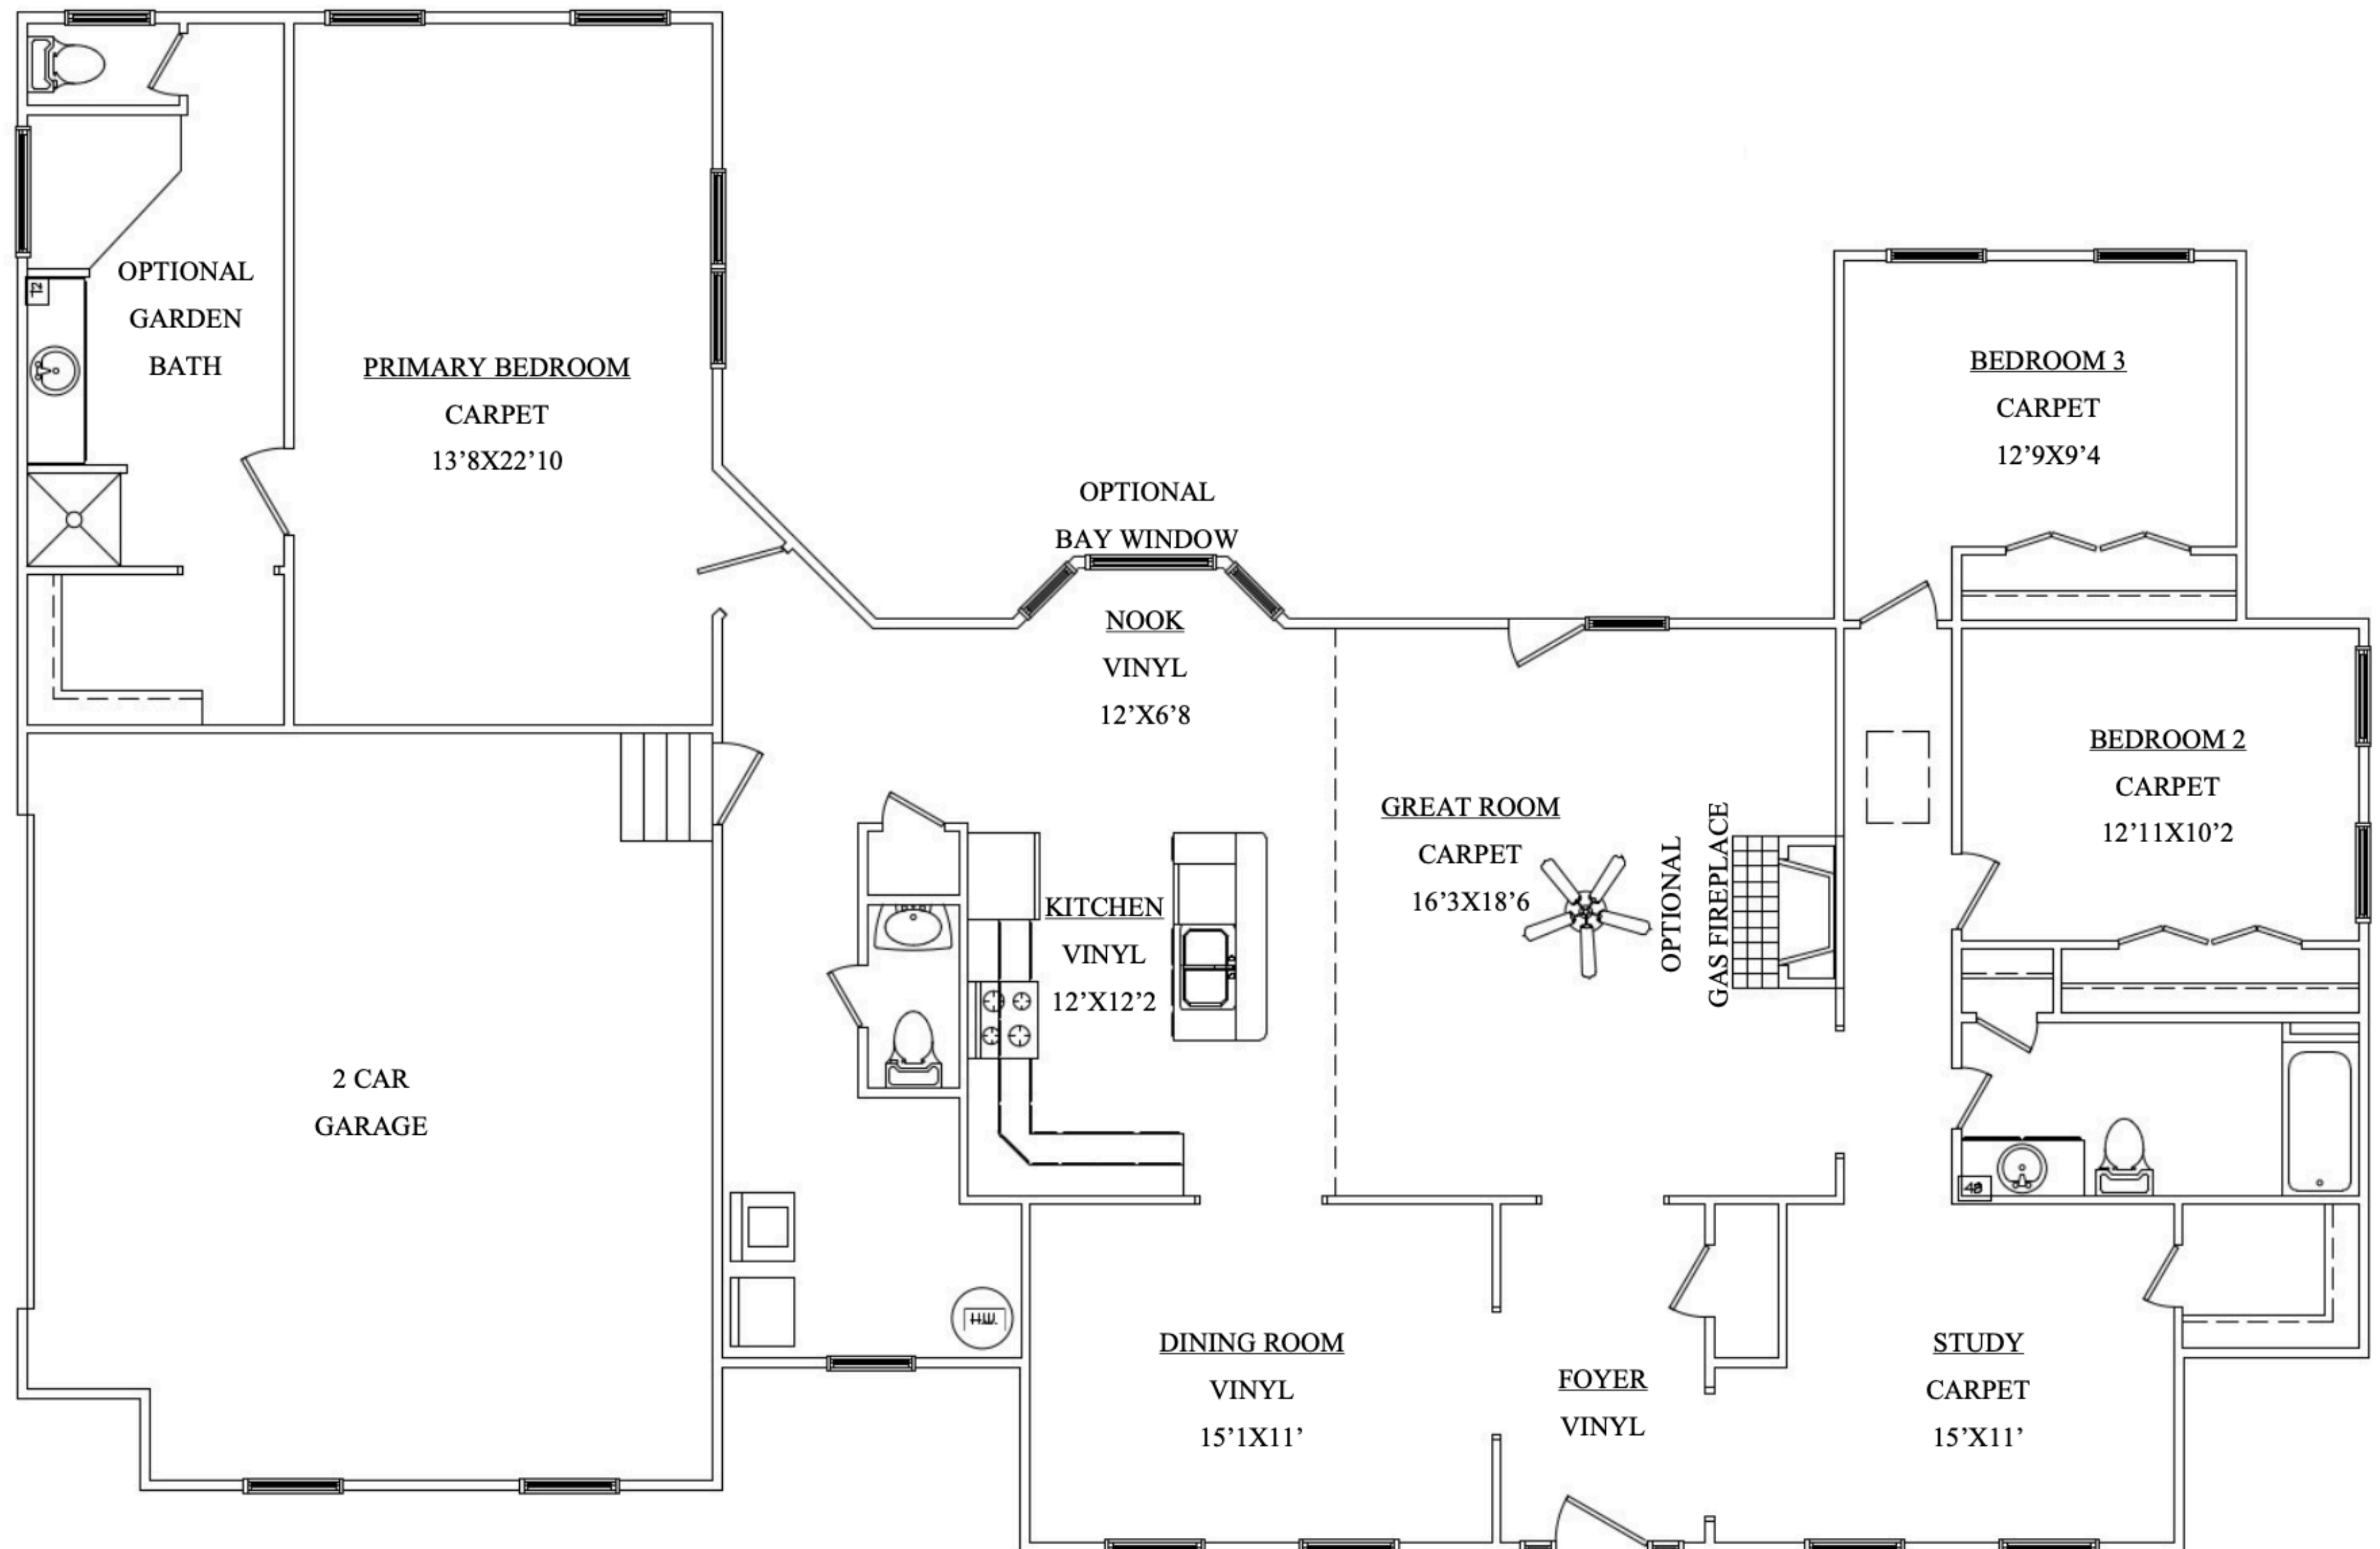 OPTIONAL
GARDEN
BATH
12
PRIMARY BEDROOM
CARPET
13’8X22’10
BEDROOM 3
CARPET
12’9X9’4
OPTIONAL
BAY WINDOW
NOOK
VINYL
12’X6’8
BEDROOM 2
CARPET
12’11X10’2
GREAT ROOM
CARPET
16’3X18’6
OPTIONAL
GAS FIREPLACE
KITCHEN
VINYL
12’X12’2
2 CAR
GARAGE
H.W.
DINING ROOM
VINYL
15’1X11’
FOYER
VINYL
STUDY
CARPET
15’X11’